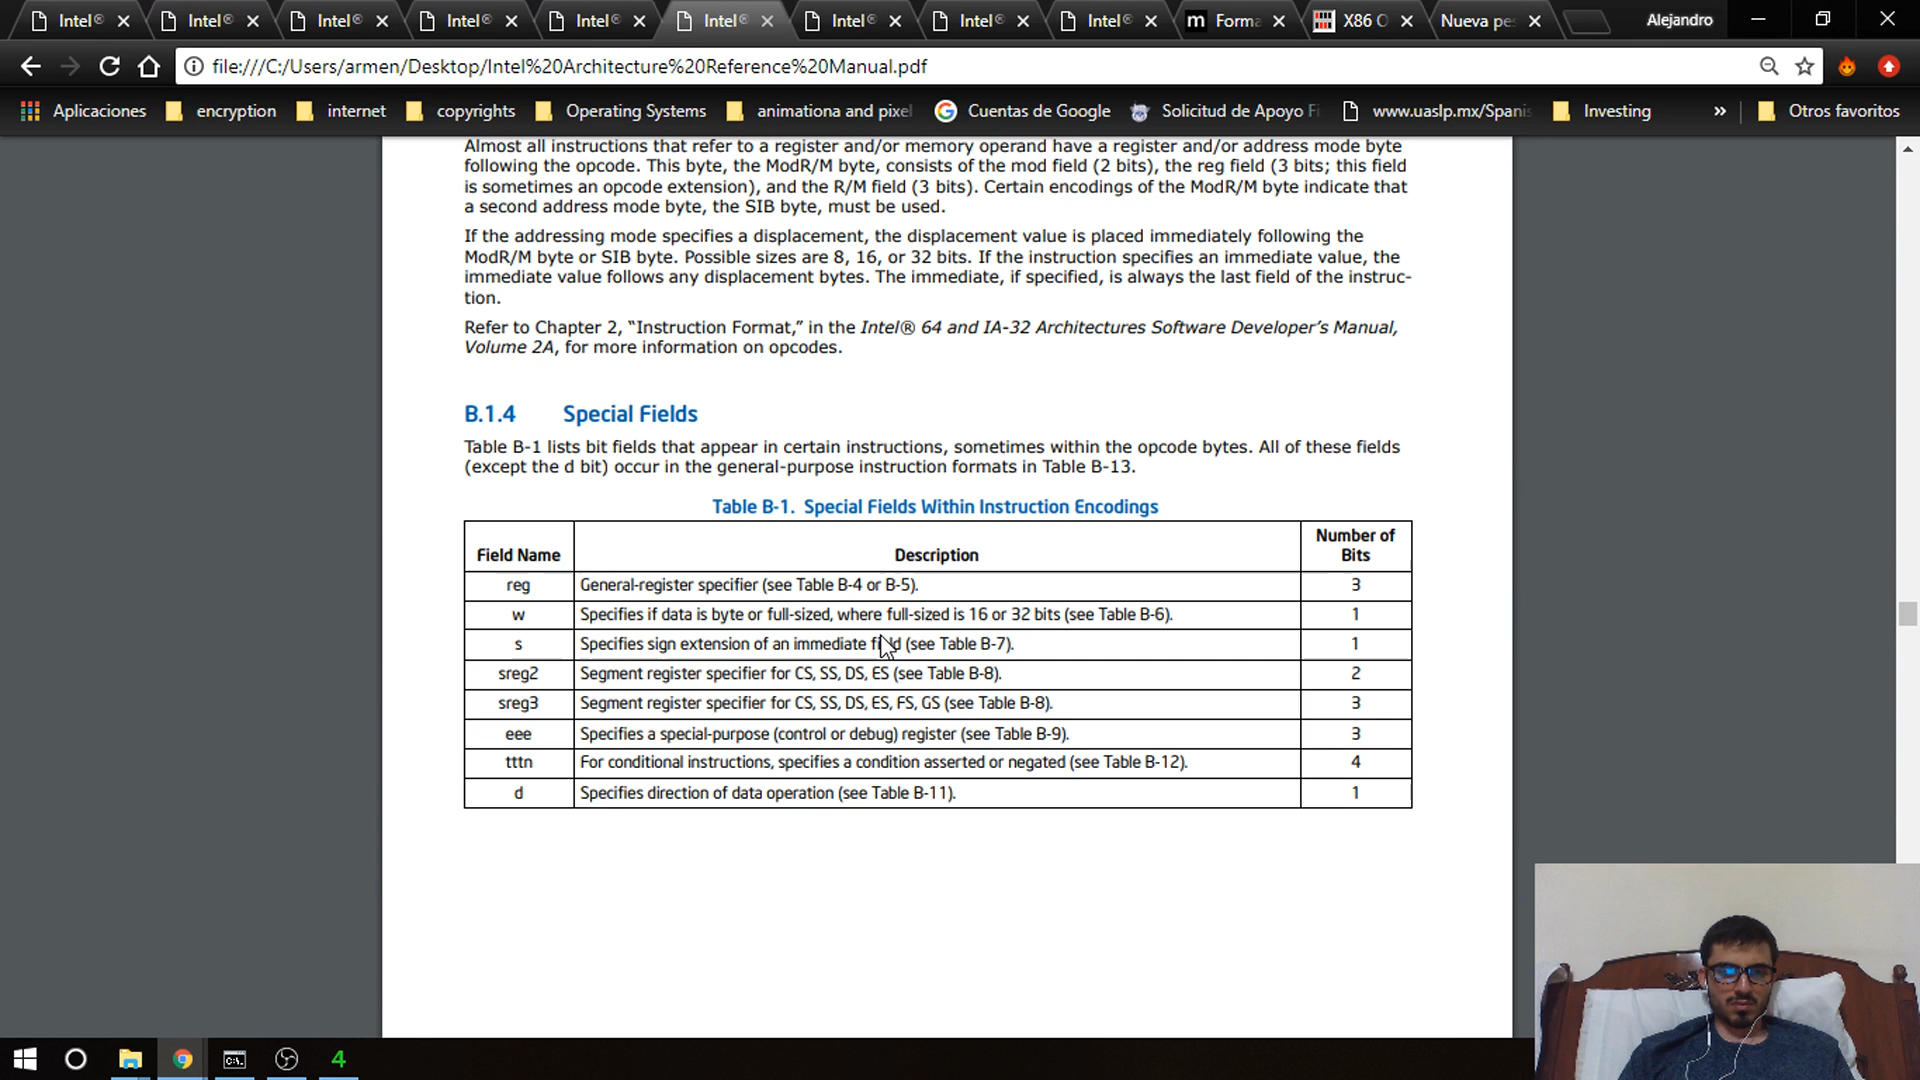 Intel® Intel® Intel® Intel® Intel® Intel® Intel® Intel® Intel® Forma X86 O Nueva pes Alejandro
file:///C:/Users/armen/Desktop/Intel%20Architecture%20Reference%20Manual.pdf
Aplicaciones encryption internet copyrights Operating Systems animationa and pixel Cuentas de Google Solicitud de Apoyo Fi www.uaslp.mx/Spanis Investing » Otros favoritos
Almost all instructions that refer to a register and/or memory operand have a register and/or address mode byte
following the opcode. This byte, the ModR/M byte, consists of the mod field (2 bits), the reg field (3 bits; this field
is sometimes an opcode extension), and the R/M field (3 bits). Certain encodings of the ModR/M byte indicate that
a second address mode byte, the SIB byte, must be used.
If the addressing mode specifies a displacement, the displacement value is placed immediately following the
ModR/M byte or SIB byte. Possible sizes are 8, 16, or 32 bits. If the instruction specifies an immediate value, the
immediate value follows any displacement bytes. The immediate, if specified, is always the last field of the instruc-
tion.
Refer to Chapter 2, “Instruction Format,” in the Intel® 64 and IA-32 Architectures Software Developer’s Manual,
Volume 2A, for more information on opcodes.
B.1.4 Special Fields
Table B-1 lists bit fields that appear in certain instructions, sometimes within the opcode bytes. All of these fields
(except the d bit) occur in the general-purpose instruction formats in Table B-13.
Table B-1. Special Fields Within Instruction Encodings
Field Name Description Number of Bits
reg General-register specifier (see Table B-4 or B-5). 3
w Specifies if data is byte or full-sized, where full-sized is 16 or 32 bits (see Table B-6). 1
s Specifies sign extension of an immediate field (see Table B-7). 1
sreg2 Segment register specifier for CS, SS, DS, ES (see Table B-8). 2
sreg3 Segment register specifier for CS, SS, DS, ES, FS, GS (see Table B-8). 3
eee Specifies a special-purpose (control or debug) register (see Table B-9). 3
tttn For conditional instructions, specifies a condition asserted or negated (see Table B-12). 4
d Specifies direction of data operation (see Table B-11). 1
4